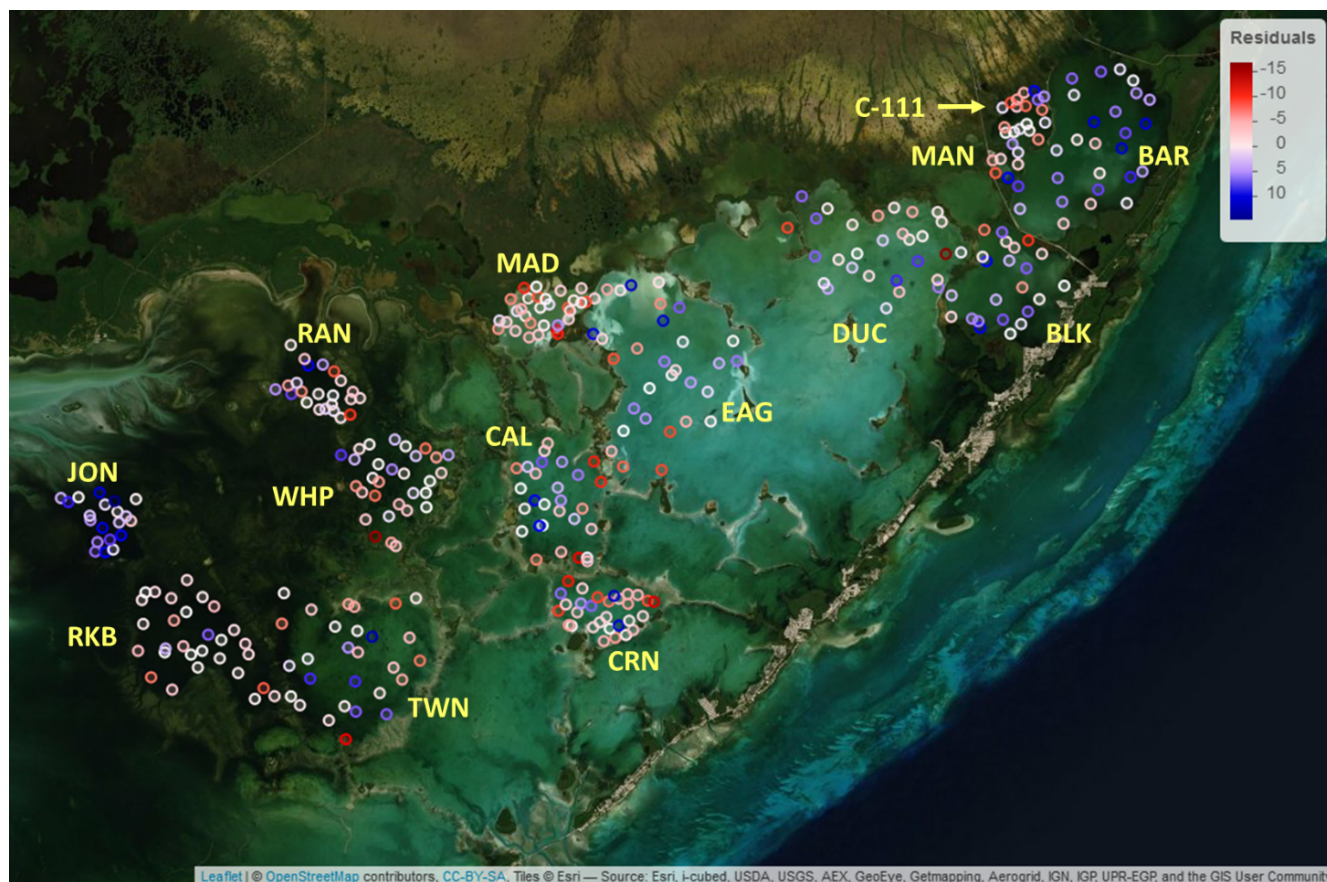 Residuals
-15
-10
-5
0
5
10
C-111
MAN
BAR
MAD
RAN
DUC
BLK
EAG
CAL
JON
WHP
RKB
CRN
TWN
Leaflet | © OpenStreetMap contributors, CC-BY-SA, Tiles © Esri — Source: Esri, i-cubed, USDA, USGS, AEX, GeoEye, Getmapping, Aerogrid, IGN, IGP, UPR-EGP, and the GIS User Community